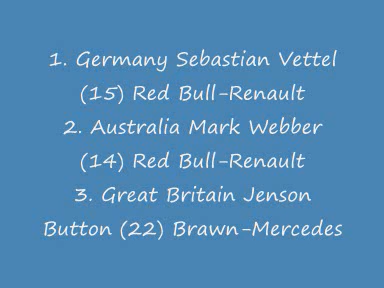 1. Germany Sebastian Vettel
(15) Red Bull-Renault
2. Australia Mark Webber
(14) Red Bull-Renault
3. Great Britain Jenson
Button (22) Brawn-Mercedes